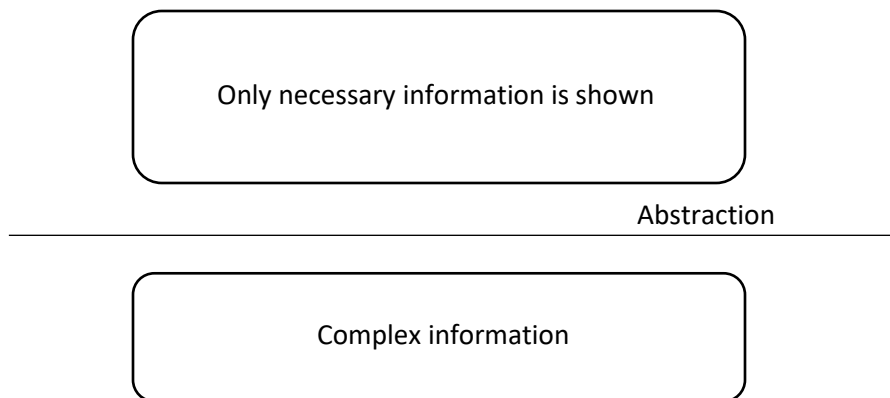 Only necessary information is shown
Abstraction
Complex information